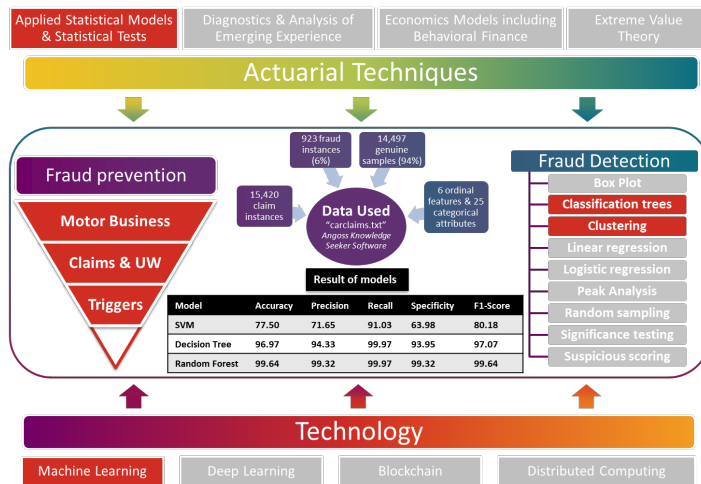 Applied Statistical Models
& Statistical Tests
Diagnostics & Analysis of
Emerging Experience
Economics Models including
Behavioral Finance
Extreme Value
Theory
Actuarial Techniques
Fraud prevention
Motor Business
Claims & UW
Triggers
923 fraud
instances
(6%)
14,497
genuine
samples (94%)
15,420
claim
instances
6 ordinal
features & 25
categorical
attributes
Data Used
"carclaims.txt"
Angoss Knowledge
Seeker Software
Result of models
Model Accuracy Precision Recall Specificity F1-Score
SVM 77.50 71.65 91.03 63.98 80.18
Decision Tree 96.97 94.33 99.97 93.95 97.07
Random Forest 99.64 99.32 99.97 99.32 99.64
Fraud Detection
Box Plot
Classification trees
Clustering
Linear regression
Logistic regression
Peak Analysis
Random sampling
Significance testing
Suspicious scoring
Technology
Machine Learning
Deep Learning
Blockchain
Distributed Computing